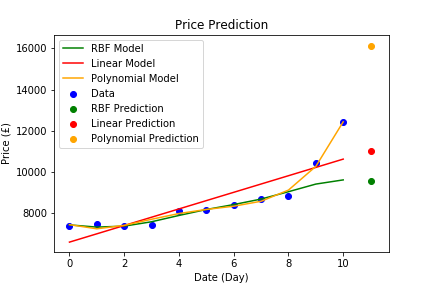 Price Prediction
16000
14000
12000
10000
8000
Price (£)
RBF Model
Linear Model
Polynomial Model
Data
RBF Prediction
Linear Prediction
Polynomial Prediction
0 2 4 6 8 10
Date (Day)